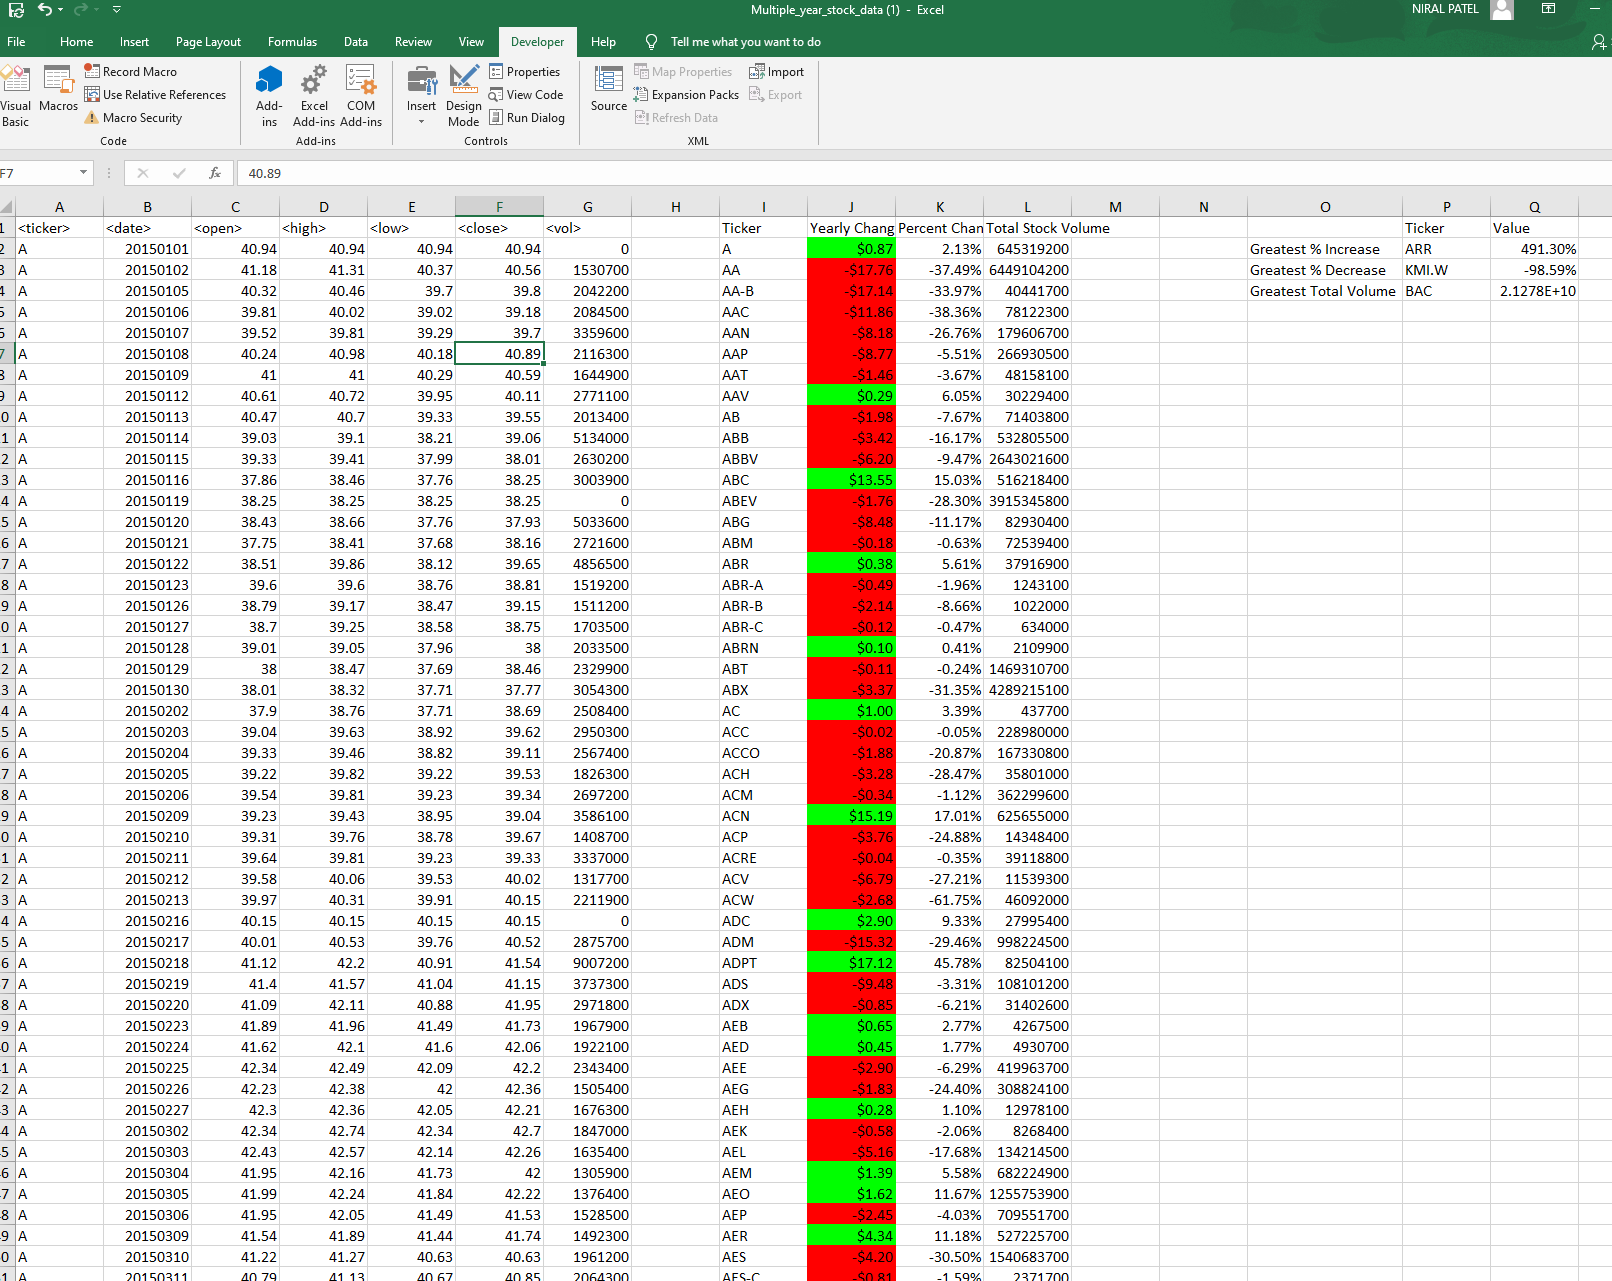 Multiple_year_stock_data (1) - Excel NIRAL PATEL
File Home Insert Page Layout Formulas Data Review View Developer Help Tell me what you want to do
Visual Basic Macros Record Macro Use Relative References Macro Security
Add-ins Excel Add-ins COM Add-ins
Insert Design Mode Properties View Code Run Dialog
Source Map Properties Expansion Packs Refresh Data Import Export
Code Add-ins Controls XML
F7 fx 40.89
A B C D E F G H I J K L M N O P Q
1 <ticker> <date> <open> <high> <low> <close> <vol> Ticker Yearly Chang Percent Chan Total Stock Volume Ticker Value
2 A 20150101 40.94 40.94 40.94 40.94 0 A $0.87 2.13% 645319200 Greatest % Increase ARR 491.30%
3 A 20150102 41.18 41.31 40.37 40.56 1530700 AA -$17.76 -37.49% 6449104200 Greatest % Decrease KMI.W -98.59%
4 A 20150105 40.32 40.46 39.7 39.8 2042200 AA-B -$17.14 -33.97% 40441700 Greatest Total Volume BAC 2.1278E+10
5 A 20150106 39.81 40.02 39.02 39.18 2084500 AAC -$11.86 -38.36% 78122300
6 A 20150107 39.52 39.81 39.29 39.7 3359600 AAN -$8.18 -26.76% 179606700
7 A 20150108 40.24 40.98 40.18 40.89 2116300 AAP -$8.77 -5.51% 266930500
8 A 20150109 41 41 40.29 40.59 1644900 AAT -$1.46 -3.67% 48158100
9 A 20150112 40.61 40.72 39.95 40.11 2771100 AAV $0.29 6.05% 30229400
0 A 20150113 40.47 40.7 39.33 39.55 2013400 AB -$1.98 -7.67% 71403800
1 A 20150114 39.03 39.1 38.21 39.06 5134000 ABB -$3.42 -16.17% 532805500
2 A 20150115 39.33 39.41 37.99 38.01 2630200 ABBV -$6.20 -9.47% 2643021600
3 A 20150116 37.86 38.46 37.76 38.25 3003900 ABC $13.55 15.03% 516218400
4 A 20150119 38.25 38.25 38.25 38.25 0 ABEV -$1.76 -28.30% 3915345800
5 A 20150120 38.43 38.66 37.76 37.93 5033600 ABG -$8.48 -11.17% 82930400
6 A 20150121 37.75 38.41 37.68 38.16 2721600 ABM -$0.18 -0.63% 72539400
7 A 20150122 38.51 39.86 38.12 39.65 4856500 ABR $0.38 5.61% 37916900
8 A 20150123 39.6 39.6 38.76 38.81 1519200 ABR-A -$0.49 -1.96% 1243100
9 A 20150126 38.79 39.17 38.47 39.15 1511200 ABR-B -$2.14 -8.66% 1022000
0 A 20150127 38.7 39.25 38.58 38.75 1703500 ABR-C -$0.12 -0.47% 634000
1 A 20150128 39.01 39.05 37.96 38 2033500 ABRN $0.10 0.41% 2109900
2 A 20150129 38 38.47 37.69 38.46 2329900 ABT -$0.11 -0.24% 1469310700
3 A 20150130 38.01 38.32 37.71 37.77 3054300 ABX -$3.37 -31.35% 4289215100
4 A 20150202 37.9 38.76 37.71 38.69 2508400 AC $1.00 3.39% 437700
5 A 20150203 39.04 39.63 38.92 39.62 2950300 ACC -$0.02 -0.05% 228980000
6 A 20150204 39.33 39.46 38.82 39.11 2567400 ACCO -$1.88 -20.87% 167330800
7 A 20150205 39.22 39.82 39.22 39.53 1826300 ACH -$3.28 -28.47% 35801000
8 A 20150206 39.54 39.81 39.23 39.34 2697200 ACM -$0.34 -1.12% 362299600
9 A 20150209 39.23 39.43 38.95 39.04 3586100 ACN $15.19 17.01% 625655000
0 A 20150210 39.31 39.76 38.78 39.67 1408700 ACP -$3.76 -24.88% 14348400
1 A 20150211 39.64 39.81 39.23 39.33 3337000 ACRE -$0.04 -0.35% 39118800
2 A 20150212 39.58 40.06 39.53 40.02 1317700 ACV -$6.79 -27.21% 11539300
3 A 20150213 39.97 40.31 39.91 40.15 2211900 ACW -$2.68 -61.75% 46092000
4 A 20150216 40.15 40.15 40.15 40.15 0 ADC $2.90 9.33% 27995400
5 A 20150217 40.01 40.53 39.76 40.52 2875700 ADM -$15.32 -29.46% 998224500
6 A 20150218 41.12 42.2 40.91 41.54 9007200 ADPT $17.12 45.78% 82504100
7 A 20150219 41.4 41.57 41.04 41.15 3737300 ADS -$9.48 -3.31% 108101200
8 A 20150220 41.09 42.11 40.88 41.95 2971800 ADX -$0.85 -6.21% 31402600
9 A 20150223 41.89 41.96 41.49 41.73 1967900 AEB $0.65 2.77% 4267500
0 A 20150224 41.62 42.1 41.6 42.06 1922100 AED $0.45 1.77% 4930700
1 A 20150225 42.34 42.49 42.09 42.2 2343400 AEE -$2.90 -6.29% 419963700
2 A 20150226 42.23 42.38 42 42.36 1505400 AEG -$1.83 -24.40% 308824100
3 A 20150227 42.3 42.36 42.05 42.21 1676300 AEH $0.28 1.10% 12978100
4 A 20150302 42.34 42.74 42.34 42.7 1847000 AEK -$0.58 -2.06% 8268400
5 A 20150303 42.43 42.57 42.14 42.26 1635400 AEL -$5.16 -17.68% 134214500
6 A 20150304 41.95 42.16 41.73 42 1305900 AEM $1.39 5.58% 682224900
7 A 20150305 41.99 42.24 41.84 42.22 1376400 AEO $1.62 11.67% 1255753900
8 A 20150306 41.95 42.05 41.49 41.53 1528500 AEP -$2.45 -4.03% 709551700
9 A 20150309 41.54 41.89 41.44 41.74 1492300 AER $4.34 11.18% 527225700
0 A 20150310 41.22 41.27 40.63 40.63 1961200 AES -$4.20 -30.50% 1540683700
1 A 20150311 40.79 41.13 40.67 40.85 2064300 AES-C -$0.81 -1.59% 2371700